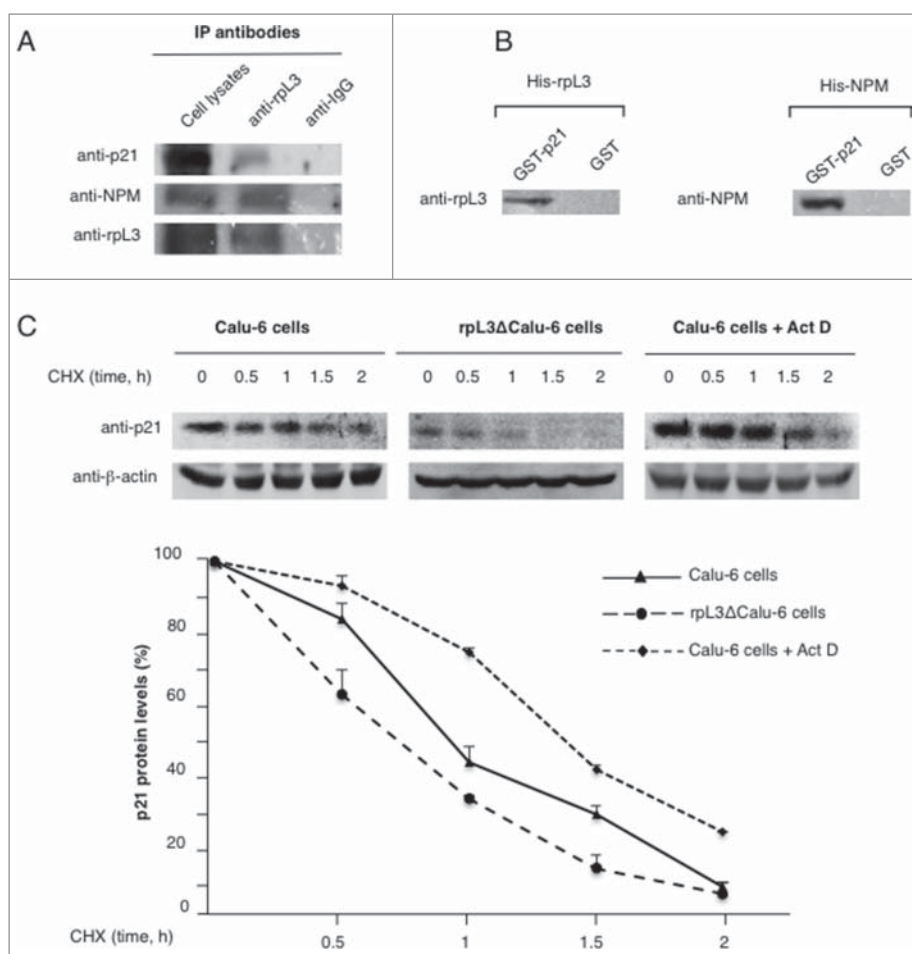 A
IP antibodies
Cell lysates
anti-rpL3
anti-IgG
anti-p21
anti-NPM
anti-rpL3
B
His-rpL3
GST-p21
GST
anti-rpL3
His-NPM
GST-p21
GST
anti-NPM
C
Calu-6 cells
rpL3ΔCalu-6 cells
Calu-6 cells + Act D
CHX (time, h)
0 0.5 1 1.5 2
0 0.5 1 1.5 2
0 0.5 1 1.5 2
anti-p21
anti-β-actin
p21 protein levels (%)
100
80
60
40
20
0
Calu-6 cells
rpL3ΔCalu-6 cells
Calu-6 cells + Act D
CHX (time, h)
0.5 1 1.5 2